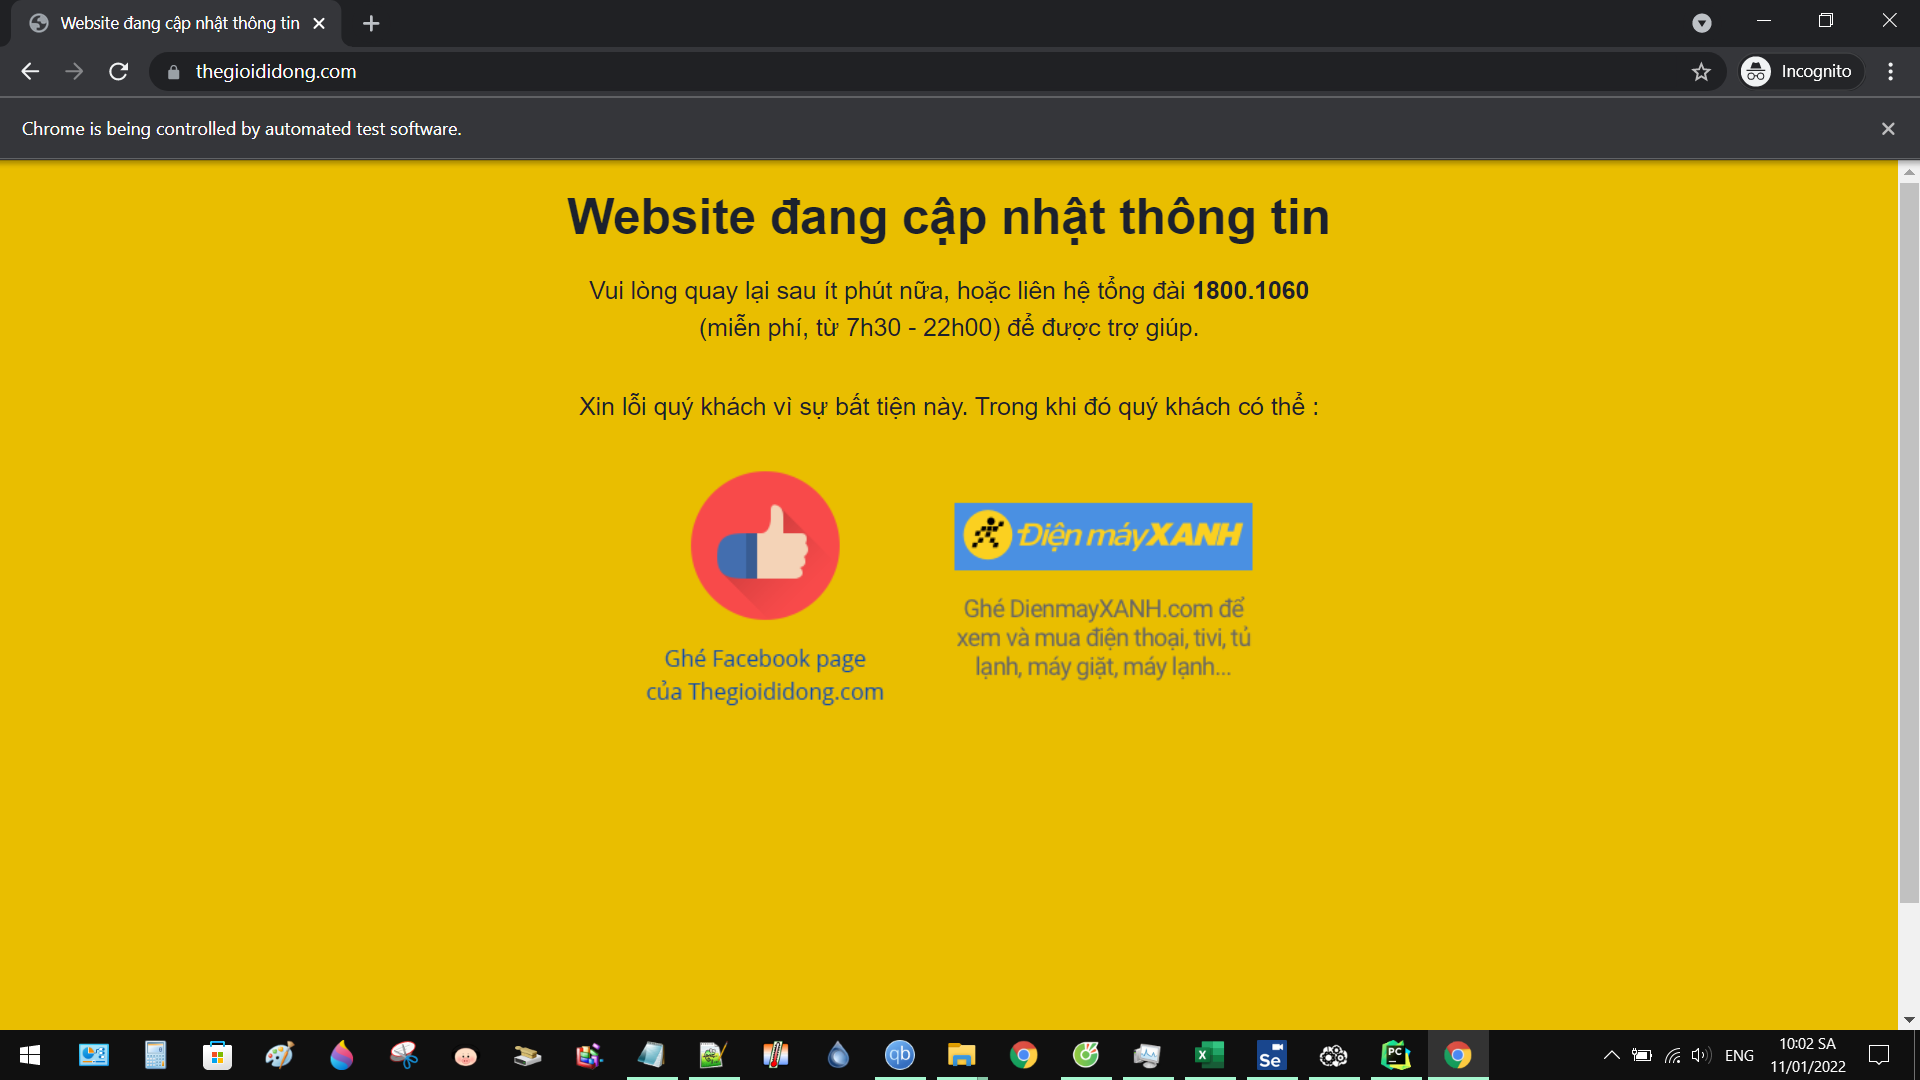 Website đang cập nhật thông tin
thegioididong.com
Incognito
Chrome is being controlled by automated test software.
Website đang cập nhật thông tin
Vui lòng quay lại sau ít phút nữa, hoặc liên hệ tổng đài 1800.1060
(miễn phí, từ 7h30 - 22h00) để được trợ giúp.
Xin lỗi quý khách vì sự bất tiện này. Trong khi đó quý khách có thể :
Điện máyXANH
Ghé DienmayXANH.com để
xem và mua điện thoại, tivi, tủ
lạnh, máy giặt, máy lạnh...
Ghé Facebook page
của Thegioididong.com
qb
X
Se
PC
ENG
10:02 SA
11/01/2022